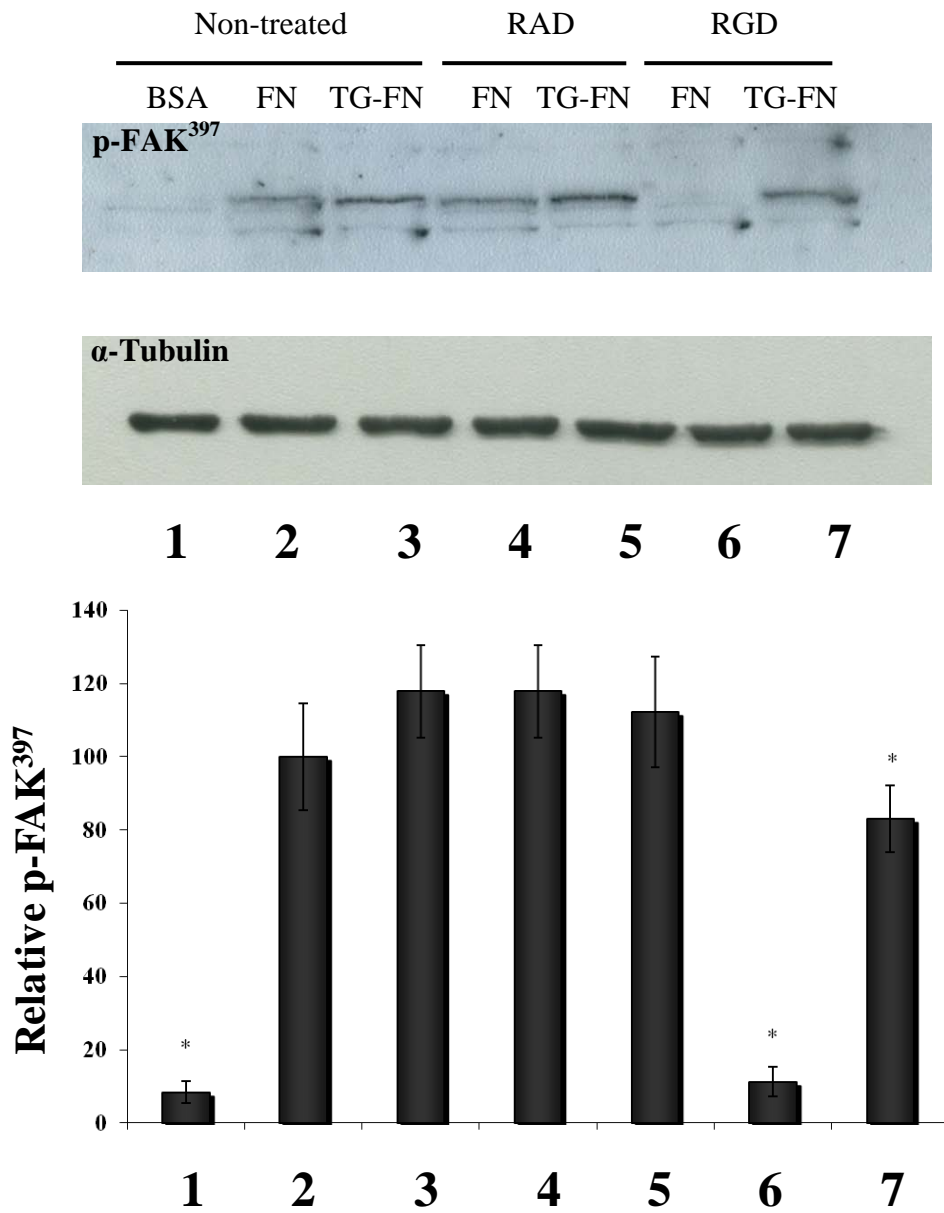 Non-treated RAD RGD
BSA FN TG-FN FN TG-FN FN TG-FN
p-FAK³⁹⁷
α-Tubulin
1 2 3 4 5 6 7
140
120
100
80
60
40
20
0
Relative p-FAK³⁹⁷
* * *
1 2 3 4 5 6 7